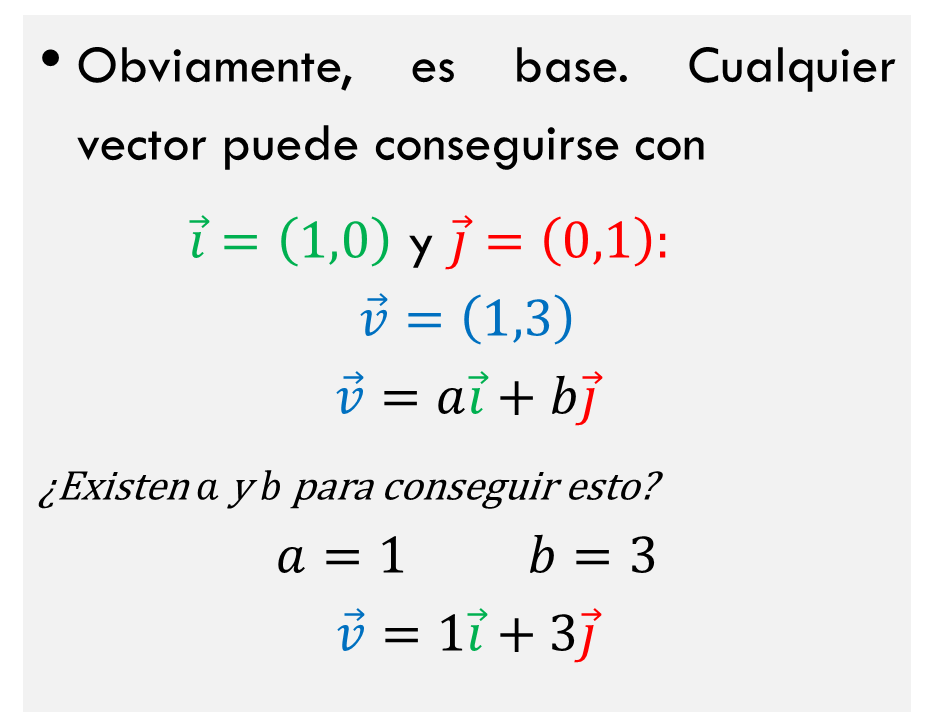 • Obviamente, es base. Cualquier
vector puede conseguirse con
$\vec{\imath} = (1,0)$ y $\vec{\jmath} = (0,1)$:
$\vec{v} = (1,3)$
$\vec{v} = a\vec{\imath} + b\vec{\jmath}$
¿Existen a y b para conseguir esto?
$a = 1 \quad b = 3$
$\vec{v} = 1\vec{\imath} + 3\vec{\jmath}$